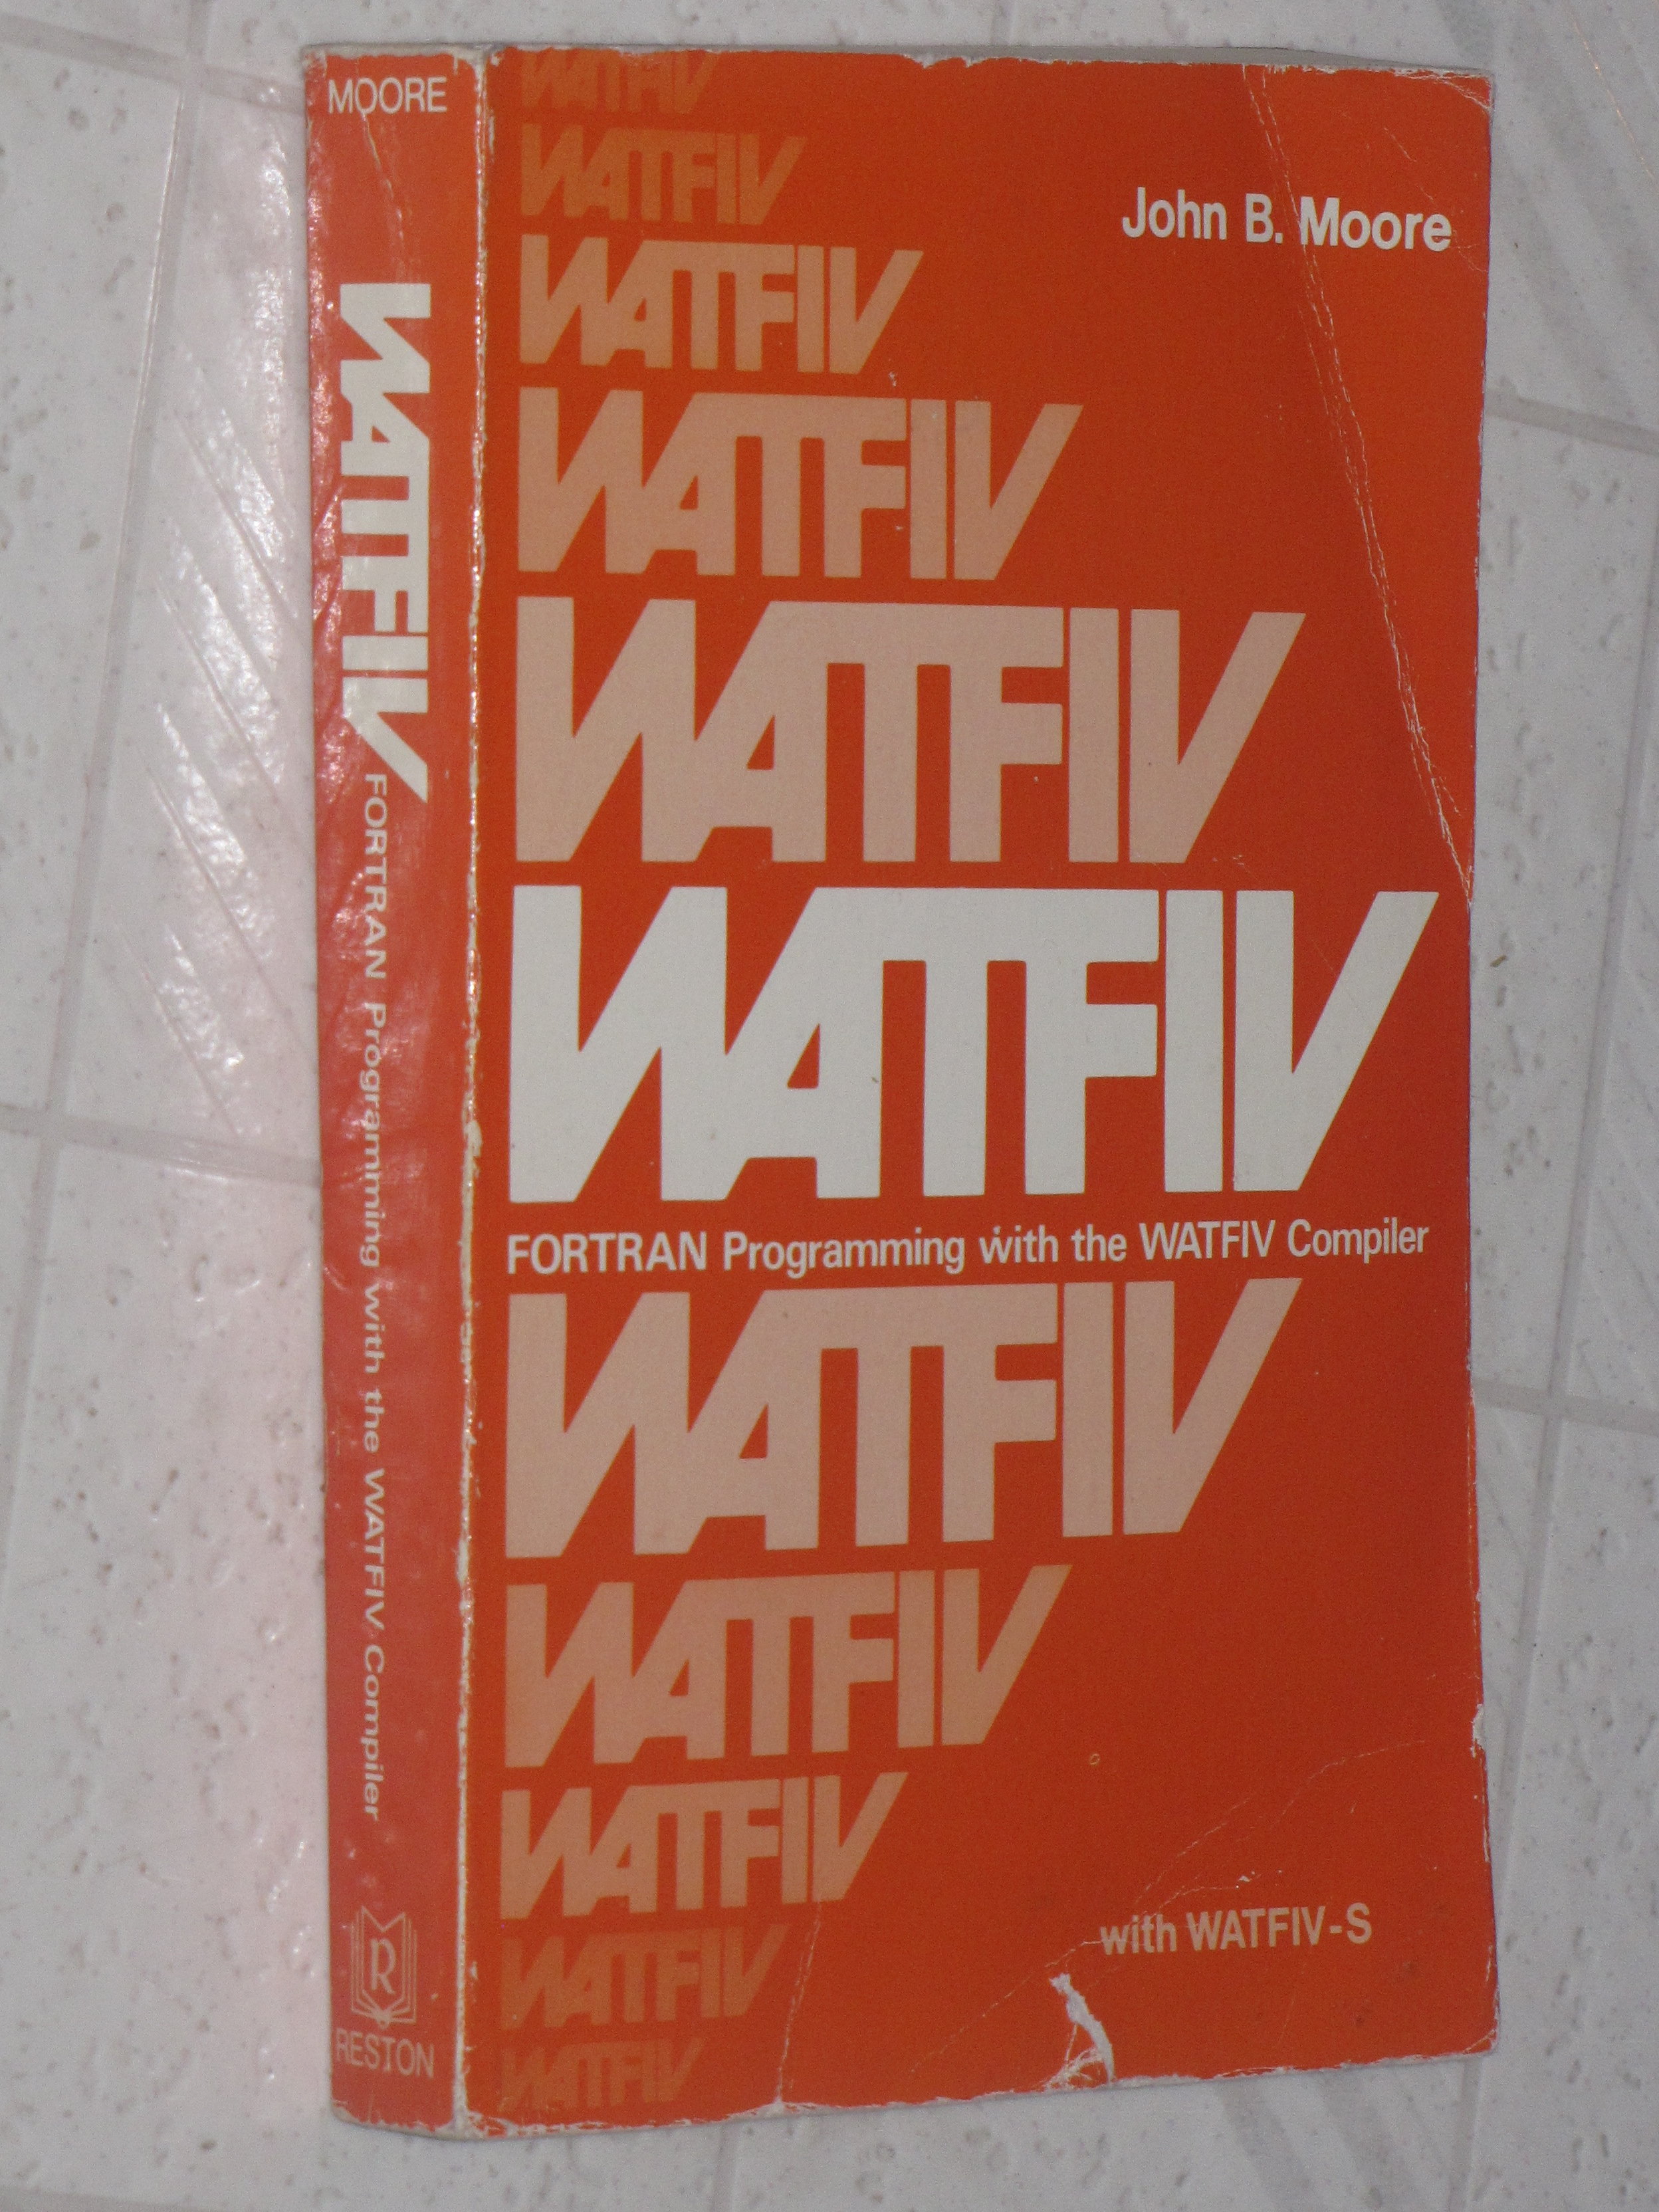 MOORE
WATFIV
FORTRAN Programming with the WATFIV Compiler
R
RESTON
WATFIV
WATFIV
John B. Moore
WATFIV
WATFIV
WATFIV
WATFIV
FORTRAN Programming with the WATFIV Compiler
WATFIV
WATFIV
WATFIV
with WATFIV-S
WATFIV
WATFIV